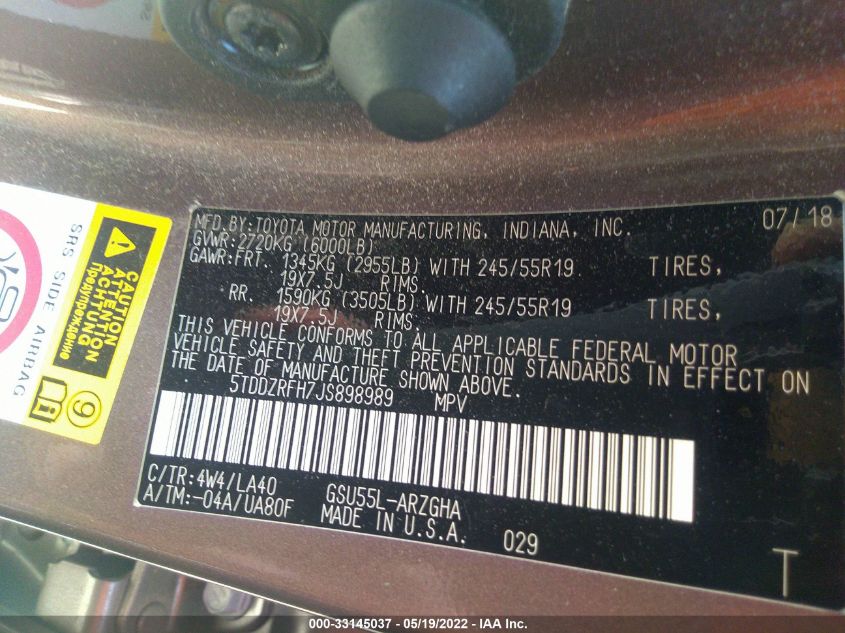 MFD.BY:TOYOTA MOTOR MANUFACTURING, INDIANA, INC. 07/18
GVWR:2720KG (6000LB)
GAWR:FRT. 1345KG (2955LB) WITH 245/55R19 TIRES,
19X7.5J RIMS.
RR. 1590KG (3505LB) WITH 245/55R19 TIRES,
19X7.5J RIMS.
THIS VEHICLE CONFORMS TO ALL APPLICABLE FEDERAL MOTOR
VEHICLE SAFETY AND THEFT PREVENTION STANDARDS IN EFFECT ON
THE DATE OF MANUFACTURE SHOWN ABOVE.
5TDDZRFH7JS898989 MPV
C/TR:4W4/LA40 GSU55L-ARZGHA
A/TM:-04A/UA80F MADE IN U.S.A. 029
T
SRS SIDE AIRBAG
CAUTION
ATTENTION
ACHTUNG
Предупреждение
9
000-33145037 - 05/19/2022 - IAA Inc.